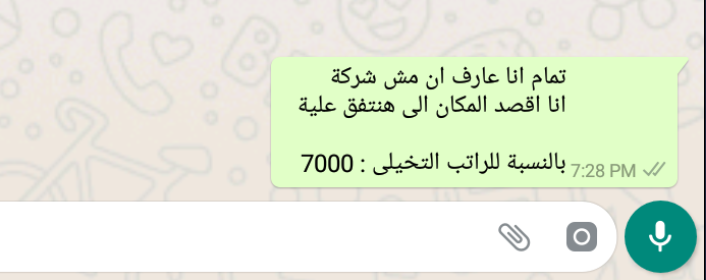 تمام انا عارف ان مش شركة
انا اقصد المكان الى هنتفق علية
بالنسبة للراتب التخيلى : 7000
7:28 PM